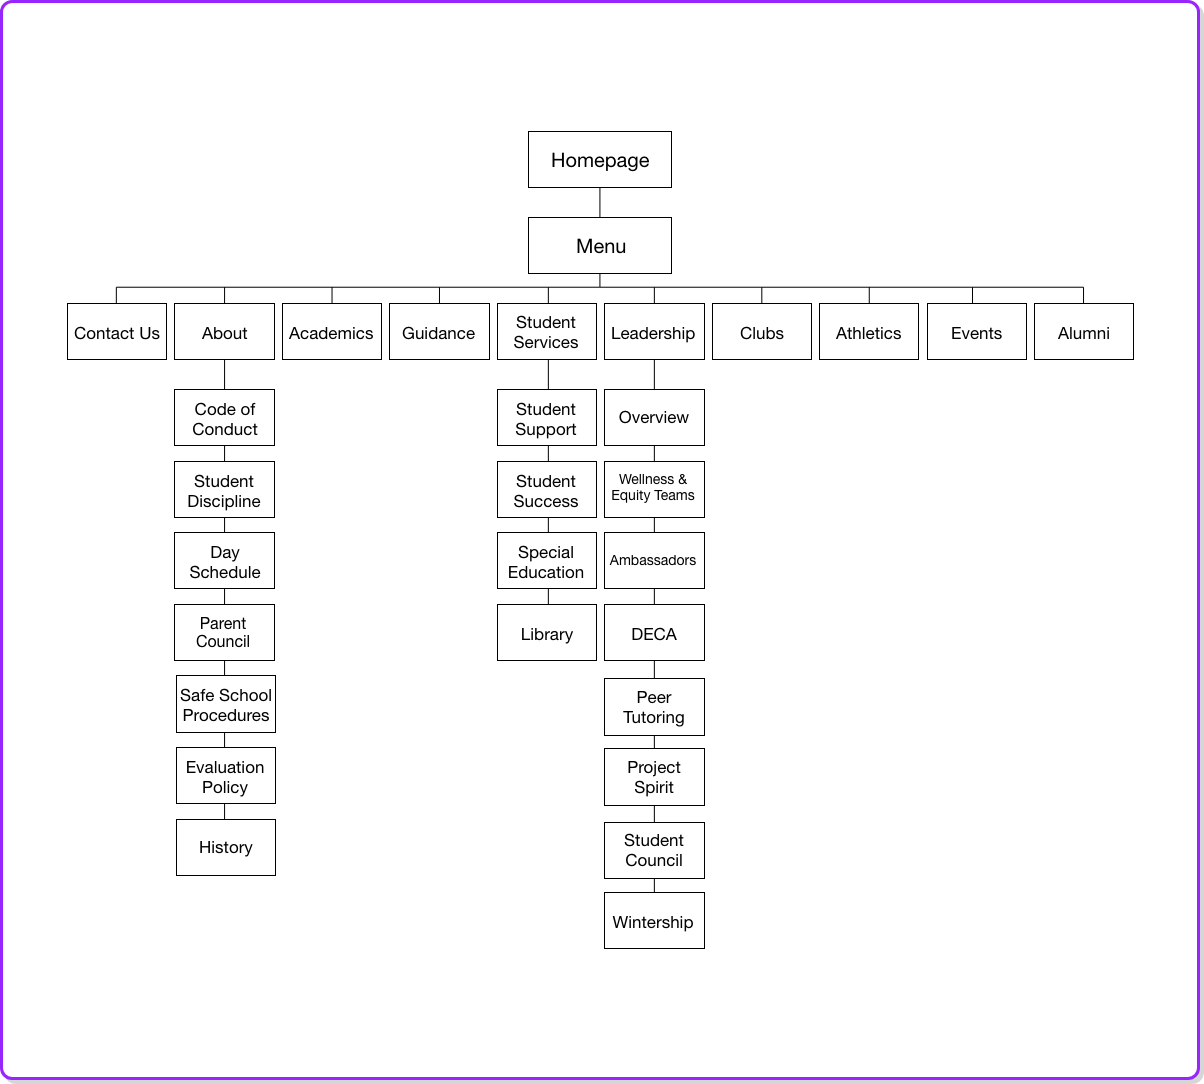 Homepage
Menu
Contact Us
About
Academics
Guidance
Student
Services
Leadership
Clubs
Athletics
Events
Alumni
Code of
Conduct
Student
Discipline
Day
Schedule
Parent
Council
Safe School
Procedures
Evaluation
Policy
History
Student
Support
Student
Success
Special
Education
Library
Overview
Wellness &
Equity Teams
Ambassadors
DECA
Peer
Tutoring
Project
Spirit
Student
Council
Wintership